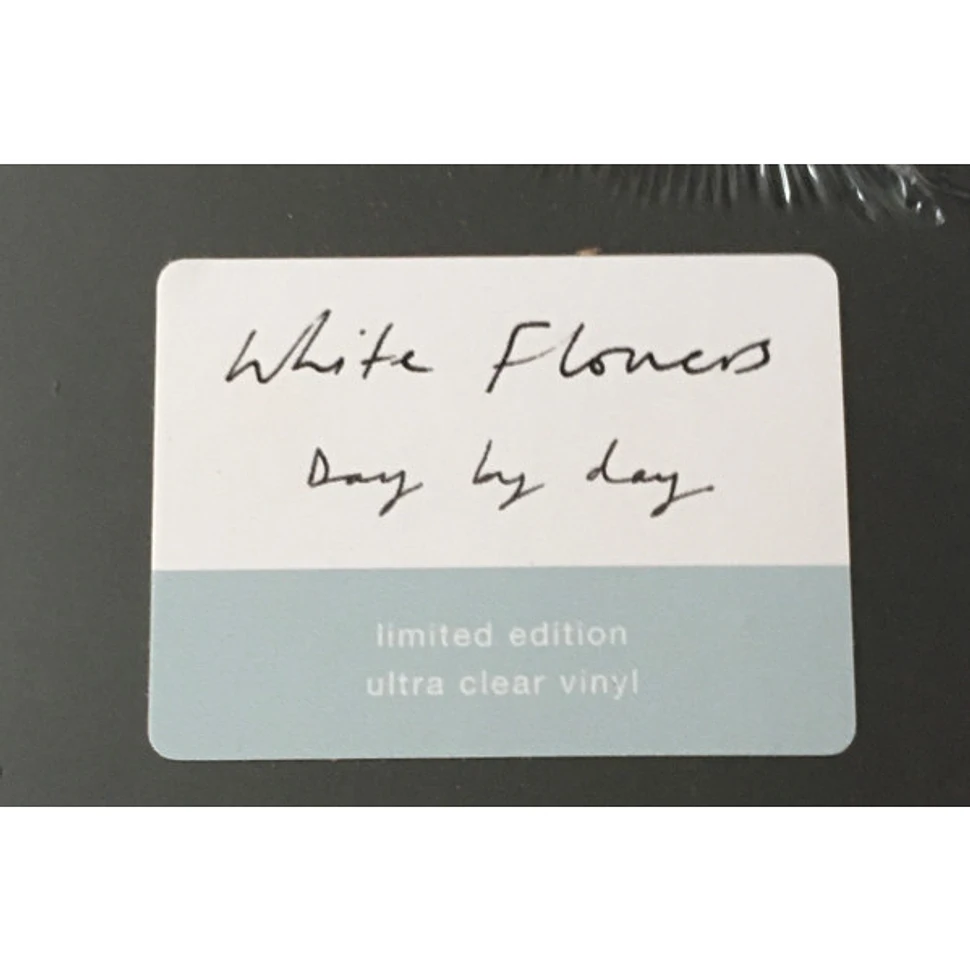 White Flowers
Day by day
limited edition
ultra clear vinyl